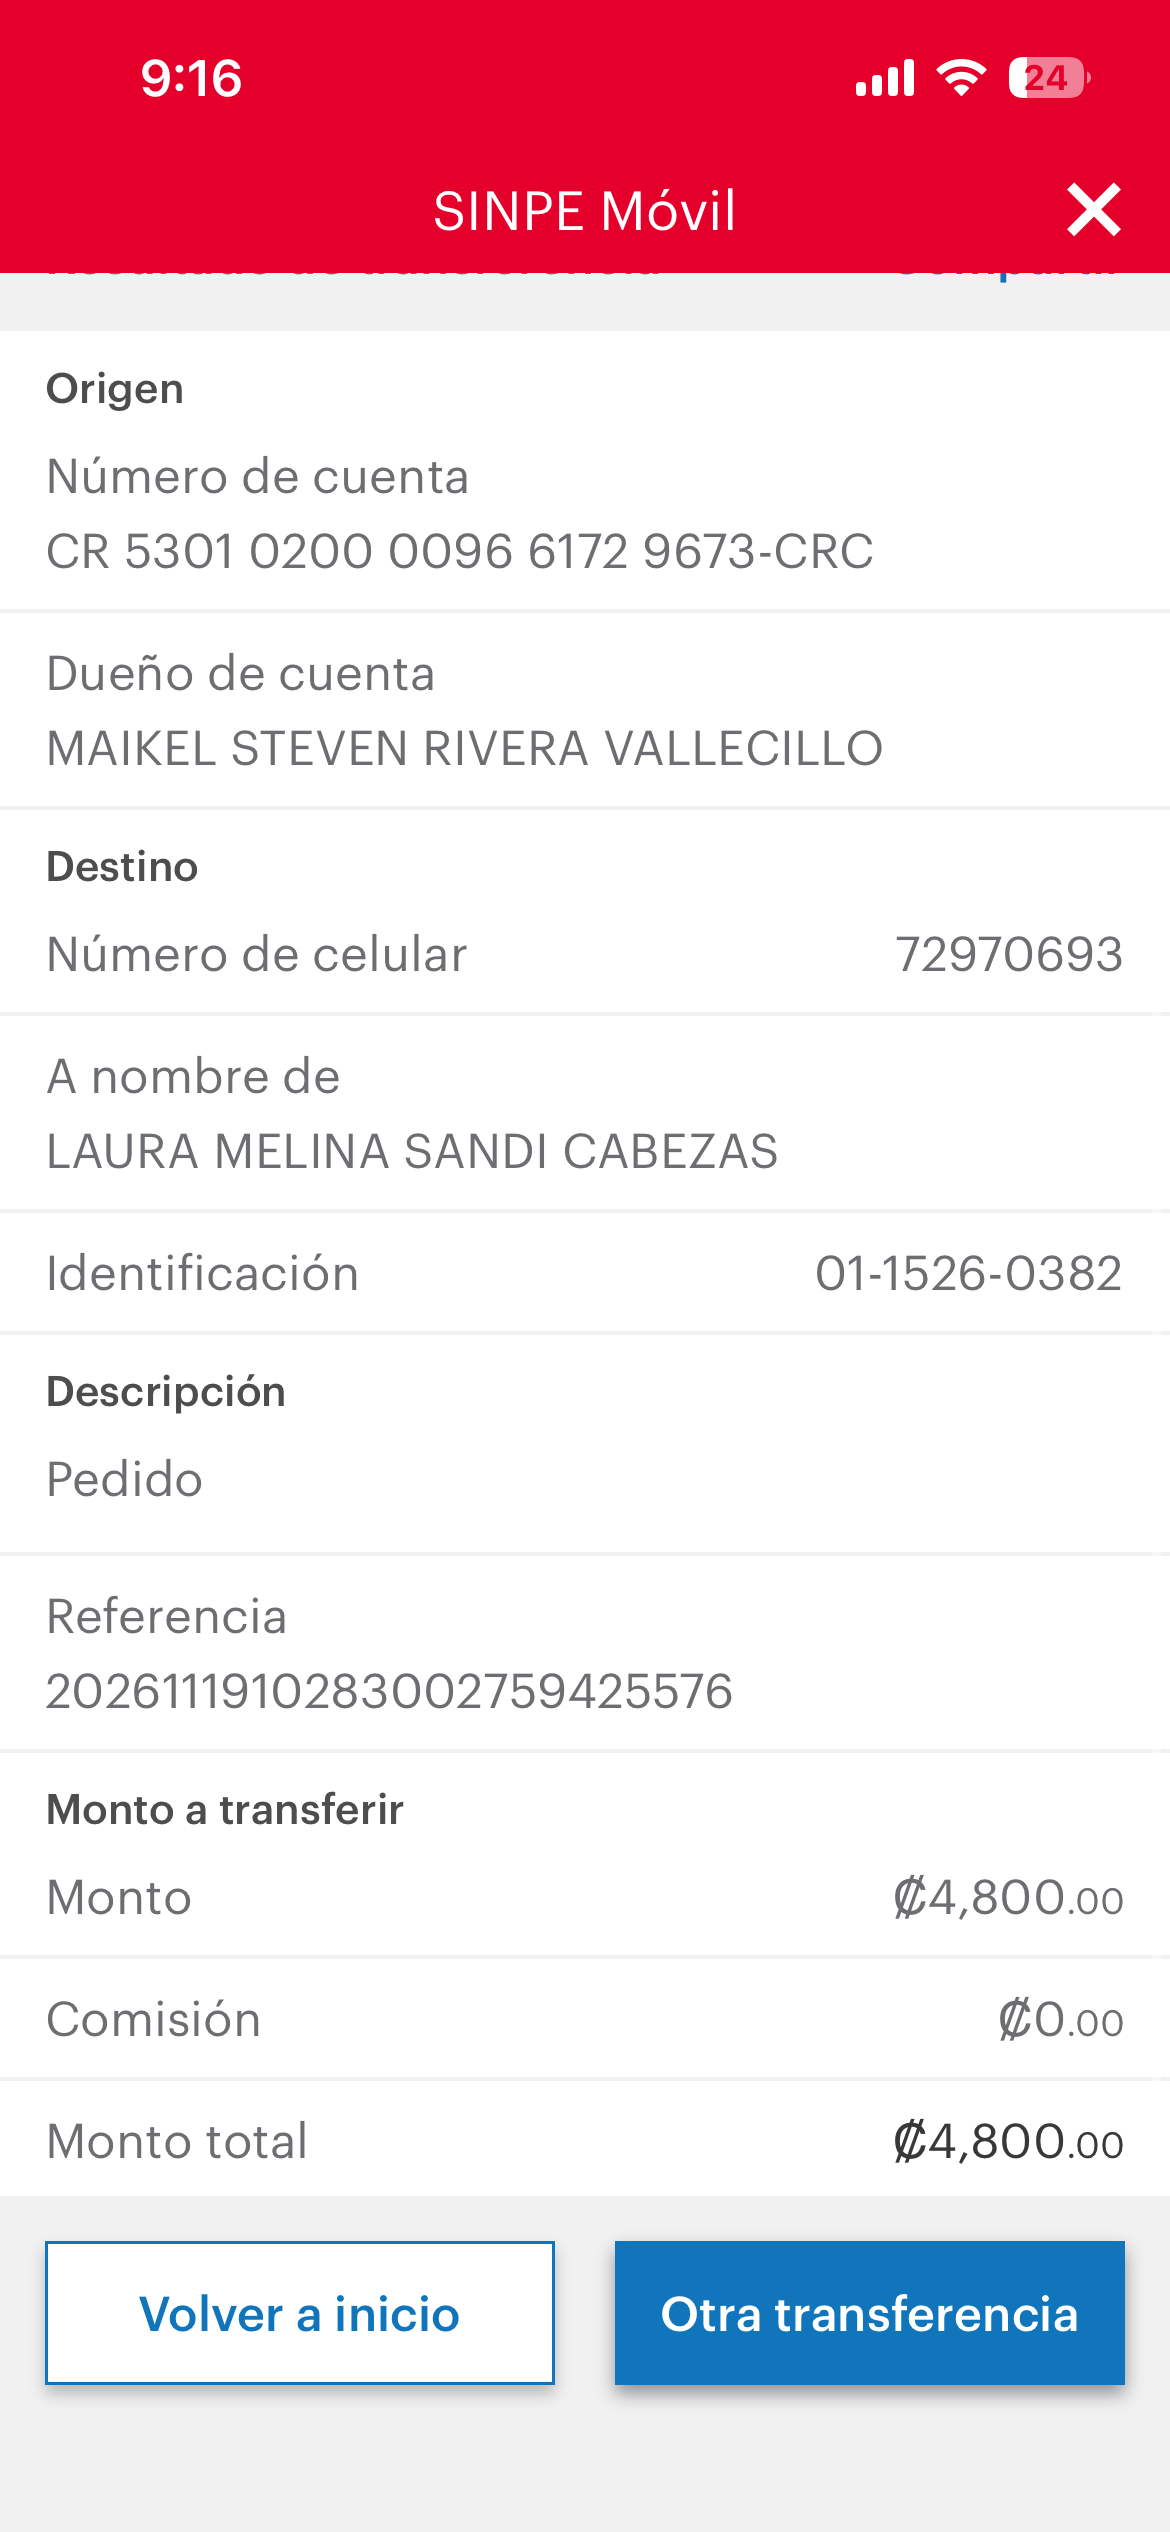 9:16
24
SINPE Móvil
Origen
Número de cuenta
CR 5301 0200 0096 6172 9673-CRC
Dueño de cuenta
MAIKEL STEVEN RIVERA VALLECILLO
Destino
Número de celular 72970693
A nombre de
LAURA MELINA SANDI CABEZAS
Identificación 01-1526-0382
Descripción
Pedido
Referencia
2026111910283002759425576
Monto a transferir
Monto ₡4,800.00
Comisión ₡0.00
Monto total ₡4,800.00
Volver a inicio Otra transferencia